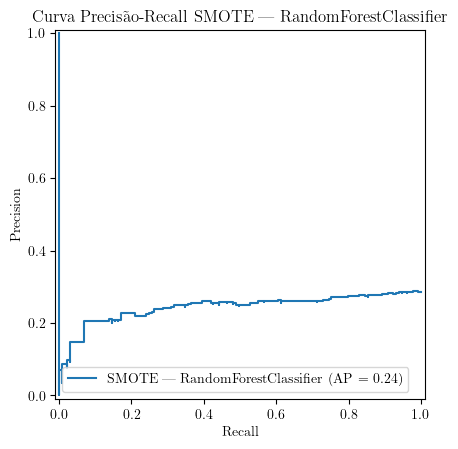 Curva Precisão-Recall SMOTE — RandomForestClassifier
1.0
0.8
0.6
0.4
0.2
0.0
Precision
SMOTE — RandomForestClassifier (AP = 0.24)
0.0 0.2 0.4 0.6 0.8 1.0
Recall